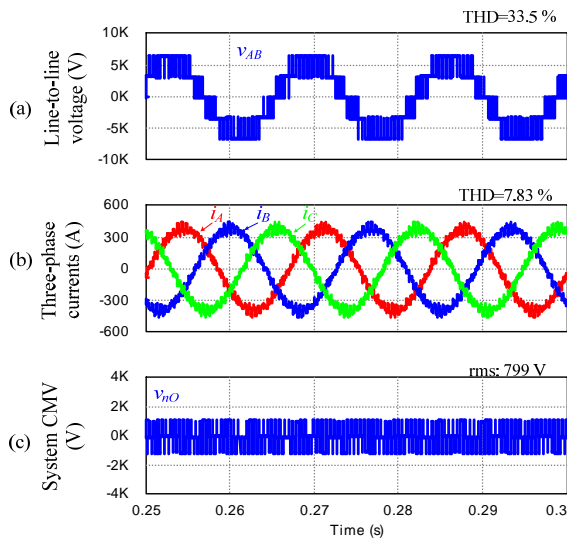 THD=33.5 %
(a)
Line-to-line
voltage (V)
10K
5K
0K
-5K
-10K
vAB
THD=7.83 %
(b)
Three-phase
currents (A)
600
300
0
-300
-600
iA
iB
iC
rms: 799 V
(c)
System CMV
(V)
4K
2K
0K
-2K
-4K
vnO
0.25 0.26 0.27 0.28 0.29 0.3
Time (s)